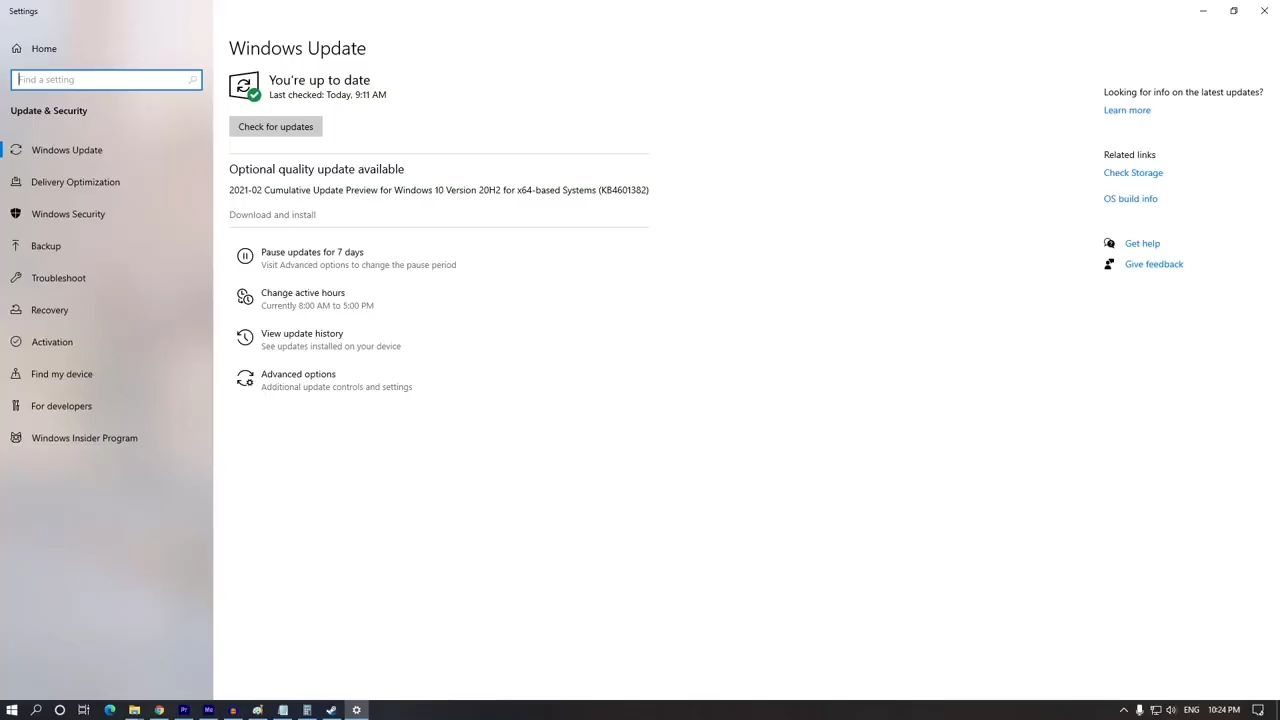 Settings
Home
Find a setting
Update & Security
Windows Update
Delivery Optimization
Windows Security
Backup
Troubleshoot
Recovery
Activation
Find my device
For developers
Windows Insider Program
Windows Update
You're up to date
Last checked: Today, 9:11 AM
Check for updates
Optional quality update available
2021-02 Cumulative Update Preview for Windows 10 Version 20H2 for x64-based Systems (KB4601382)
Download and install
Pause updates for 7 days
Visit Advanced options to change the pause period
Change active hours
Currently 8:00 AM to 5:00 PM
View update history
See updates installed on your device
Advanced options
Additional update controls and settings
Looking for info on the latest updates?
Learn more
Related links
Check Storage
OS build info
Get help
Give feedback
Pr
Me
ENG
10:24 PM